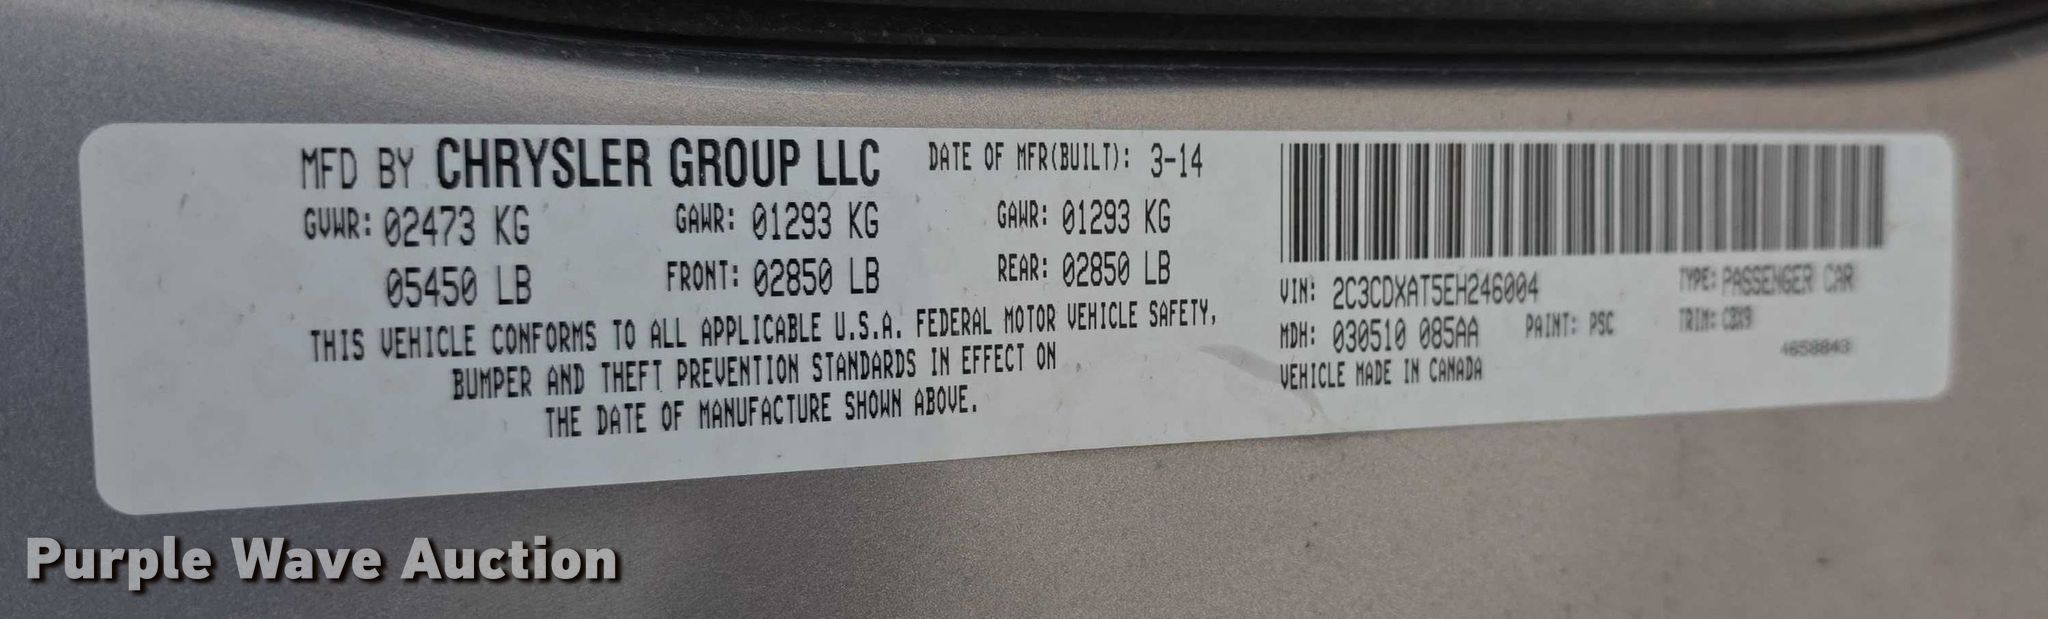 MFD BY CHRYSLER GROUP LLC DATE OF MFR(BUILT): 3-14
GVWR: 02473 KG GAWR: 01293 KG GAWR: 01293 KG
05450 LB FRONT: 02850 LB REAR: 02850 LB
THIS VEHICLE CONFORMS TO ALL APPLICABLE U.S.A. FEDERAL MOTOR VEHICLE SAFETY,
BUMPER AND THEFT PREVENTION STANDARDS IN EFFECT ON
THE DATE OF MANUFACTURE SHOWN ABOVE.
VIN: 2C3CDXAT5EH246004 TYPE: PASSENGER CAR
MDH: 030510 085AA PAINT: PSC TRIM: CBX9
4658843
VEHICLE MADE IN CANADA
Purple Wave Auction